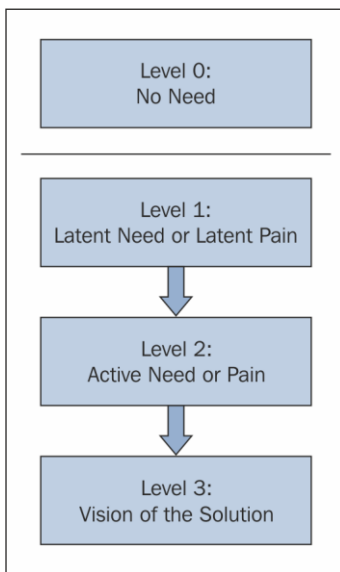 Level 0:
No Need
Level 1:
Latent Need or Latent Pain
Level 2:
Active Need or Pain
Level 3:
Vision of the Solution